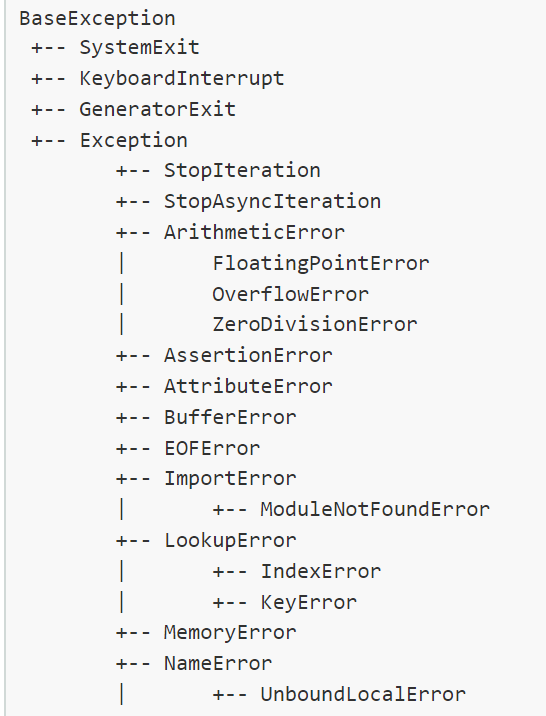 BaseException
 +-- SystemExit
 +-- KeyboardInterrupt
 +-- GeneratorExit
 +-- Exception
        +-- StopIteration
        +-- StopAsyncIteration
        +-- ArithmeticError
        |       FloatingPointError
        |       OverflowError
        |       ZeroDivisionError
        +-- AssertionError
        +-- AttributeError
        +-- BufferError
        +-- EOFError
        +-- ImportError
        |       +-- ModuleNotFoundError
        +-- LookupError
        |       +-- IndexError
        |       +-- KeyError
        +-- MemoryError
        +-- NameError
        |       +-- UnboundLocalError